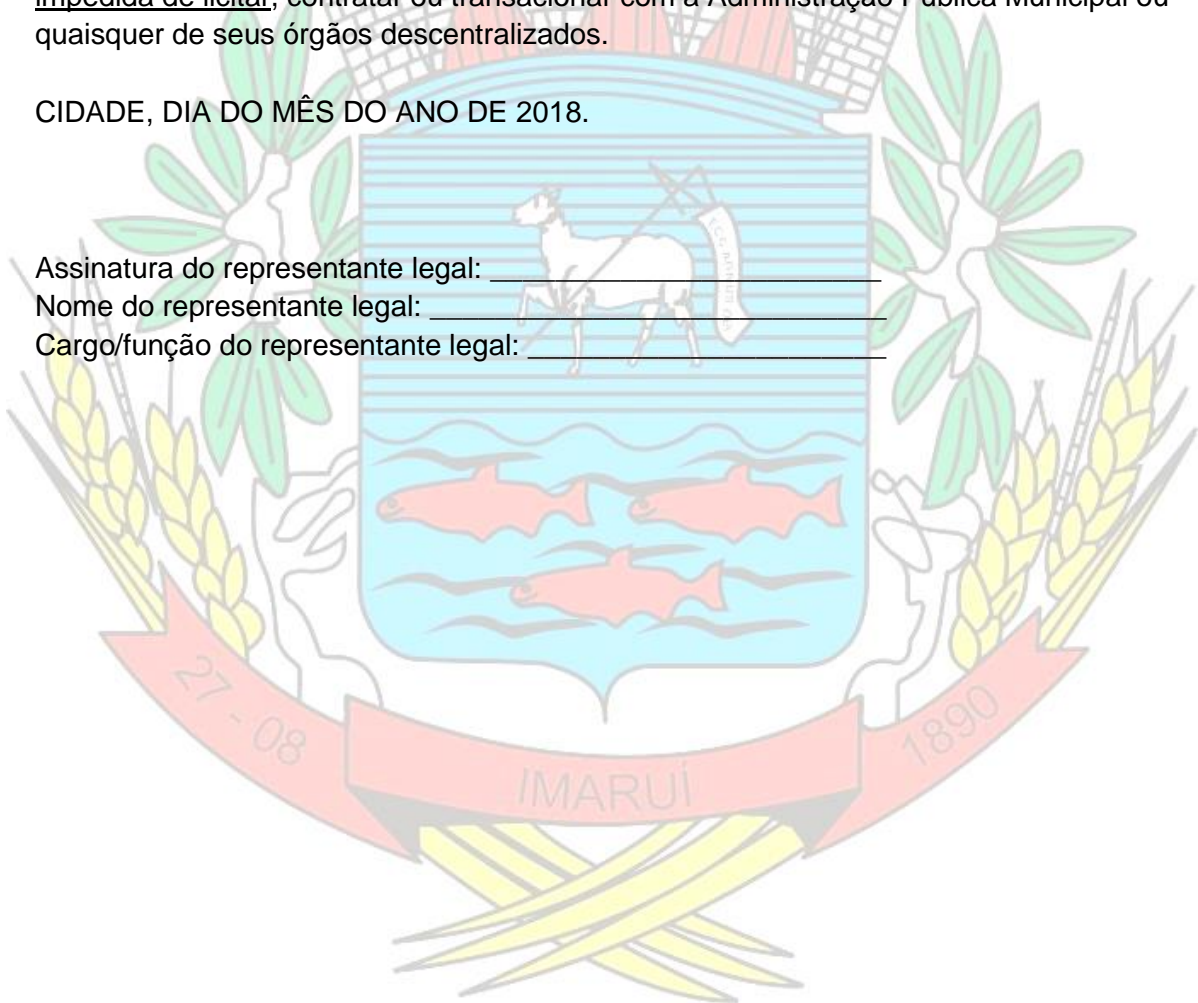 impedida de licitar, contratar ou transacionar com a Administração Pública Municipal ou
quaisquer de seus órgãos descentralizados.
CIDADE, DIA DO MÊS DO ANO DE 2018.
Assinatura do representante legal: ________________________
Nome do representante legal: ____________________________
Cargo/função do representante legal: ______________________
27 - 08
IMARUÍ
1890